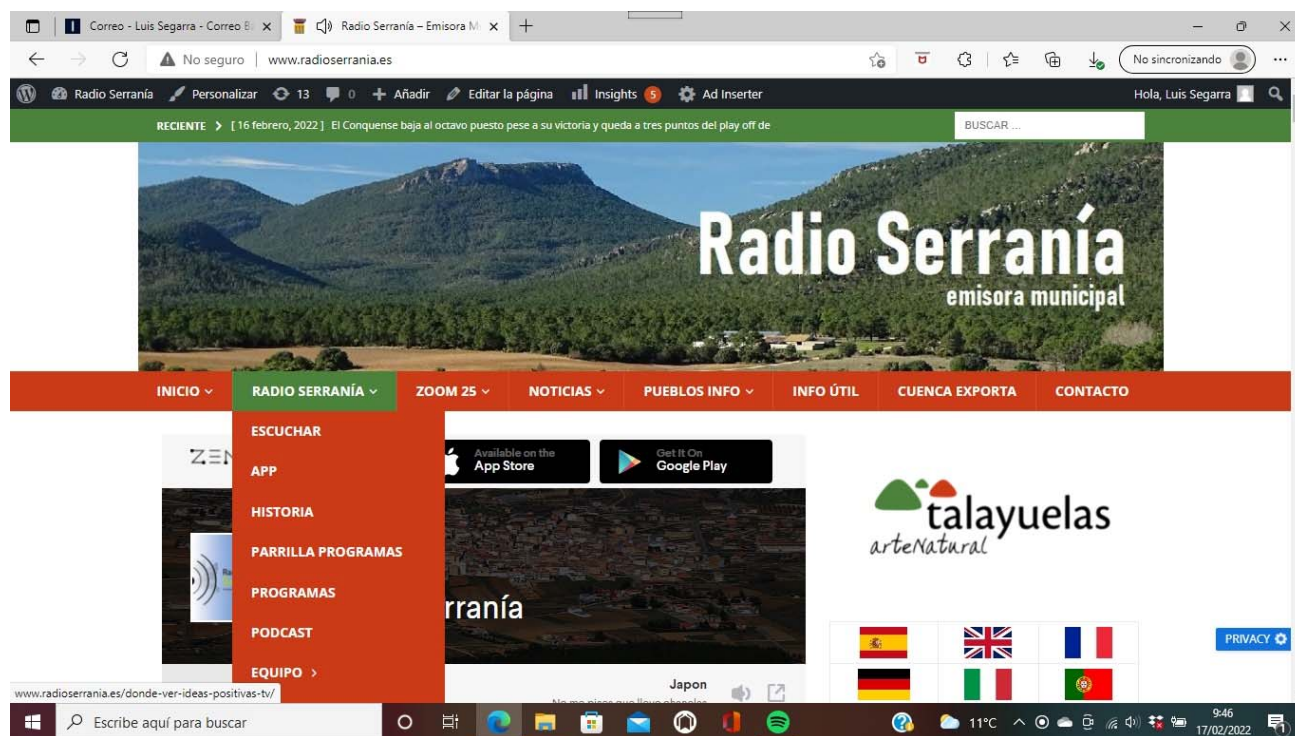 Correo - Luis Segarra - Correo B
Radio Serranía – Emisora M
No seguro
www.radioserrania.es
No sincronizando
Radio Serranía
Personalizar
13
0
Añadir
Editar la página
Insights 5
Ad Inserter
Hola, Luis Segarra
RECIENTE
[ 16 febrero, 2022 ] El Conquense baja al octavo puesto pese a su victoria y queda a tres puntos del play off de
BUSCAR ...
Radio Serranía
emisora municipal
INICIO
RADIO SERRANÍA
ZOOM 25
NOTICIAS
PUEBLOS INFO
INFO ÚTIL
CUENCA EXPORTA
CONTACTO
ESCUCHAR
APP
HISTORIA
PARRILLA PROGRAMAS
PROGRAMAS
PODCAST
EQUIPO
ZEN
Available on the
App Store
Get It On
Google Play
rranía
Japon
talayuelas
arteNatural
PRIVACY
www.radioserrania.es/donde-ver-ideas-positivas-tv/
Escribe aquí para buscar
11°C
9:46
17/02/2022
1